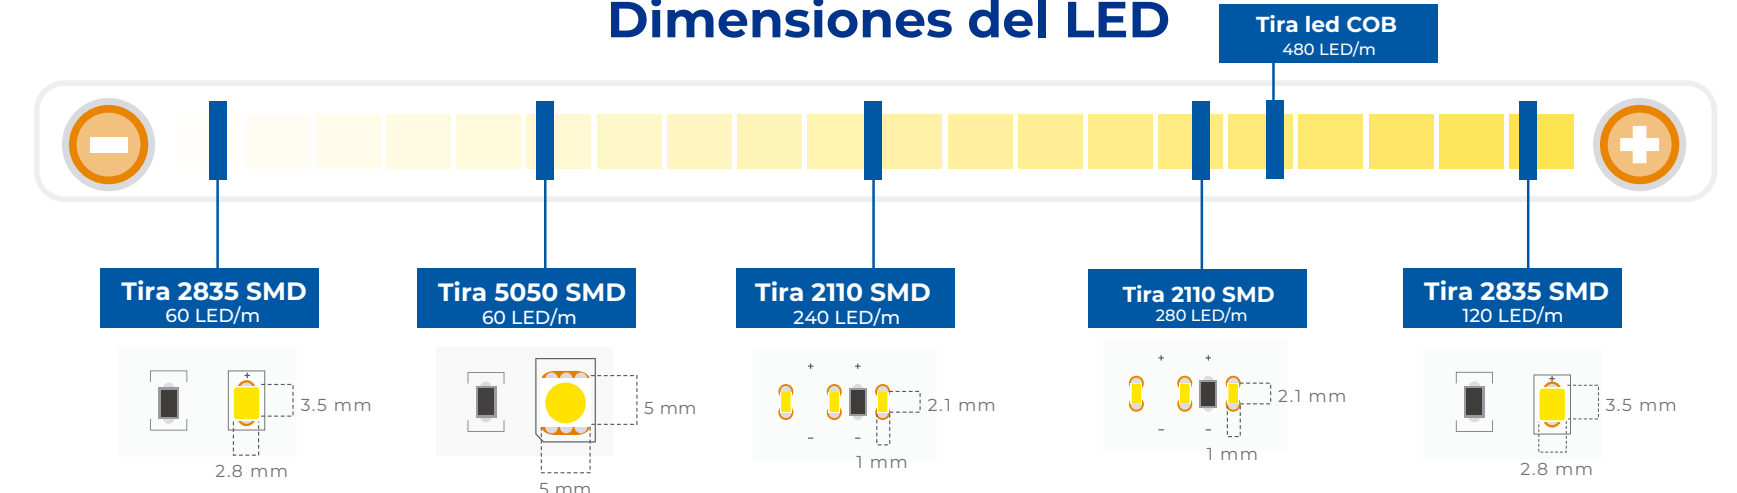 Dimensiones del LED
Tira led COB
480 LED/m
Tira 2835 SMD
60 LED/m
Tira 5050 SMD
60 LED/m
Tira 2110 SMD
240 LED/m
Tira 2110 SMD
280 LED/m
Tira 2835 SMD
120 LED/m
3.5 mm
2.8 mm
5 mm
5 mm
2.1 mm
1 mm
2.1 mm
1 mm
3.5 mm
2.8 mm